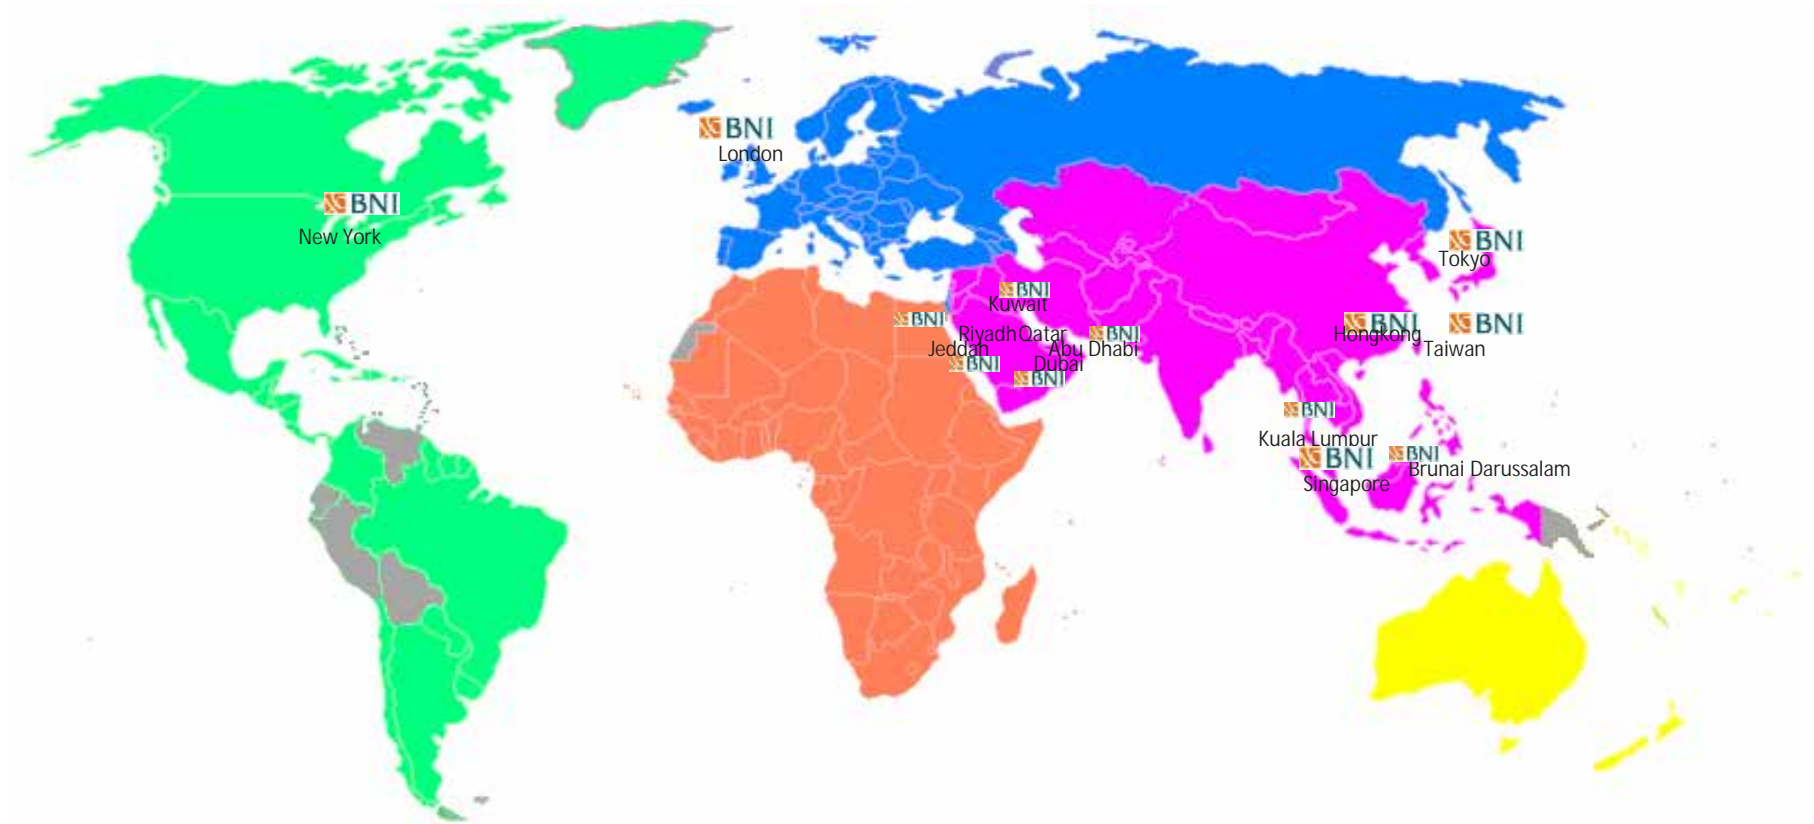 BNI
London
BNI
New York
BNI
Tokyo
BNI
Kuwait
BNI
Riyadh
Qatar
BNI
Jeddah
Abu Dhabi
BNI
Dubai
BNI
BNI
Hongkong
BNI
Taiwan
BNI
Kuala Lumpur
BNI
Singapore
BNI
Brunai Darussalam